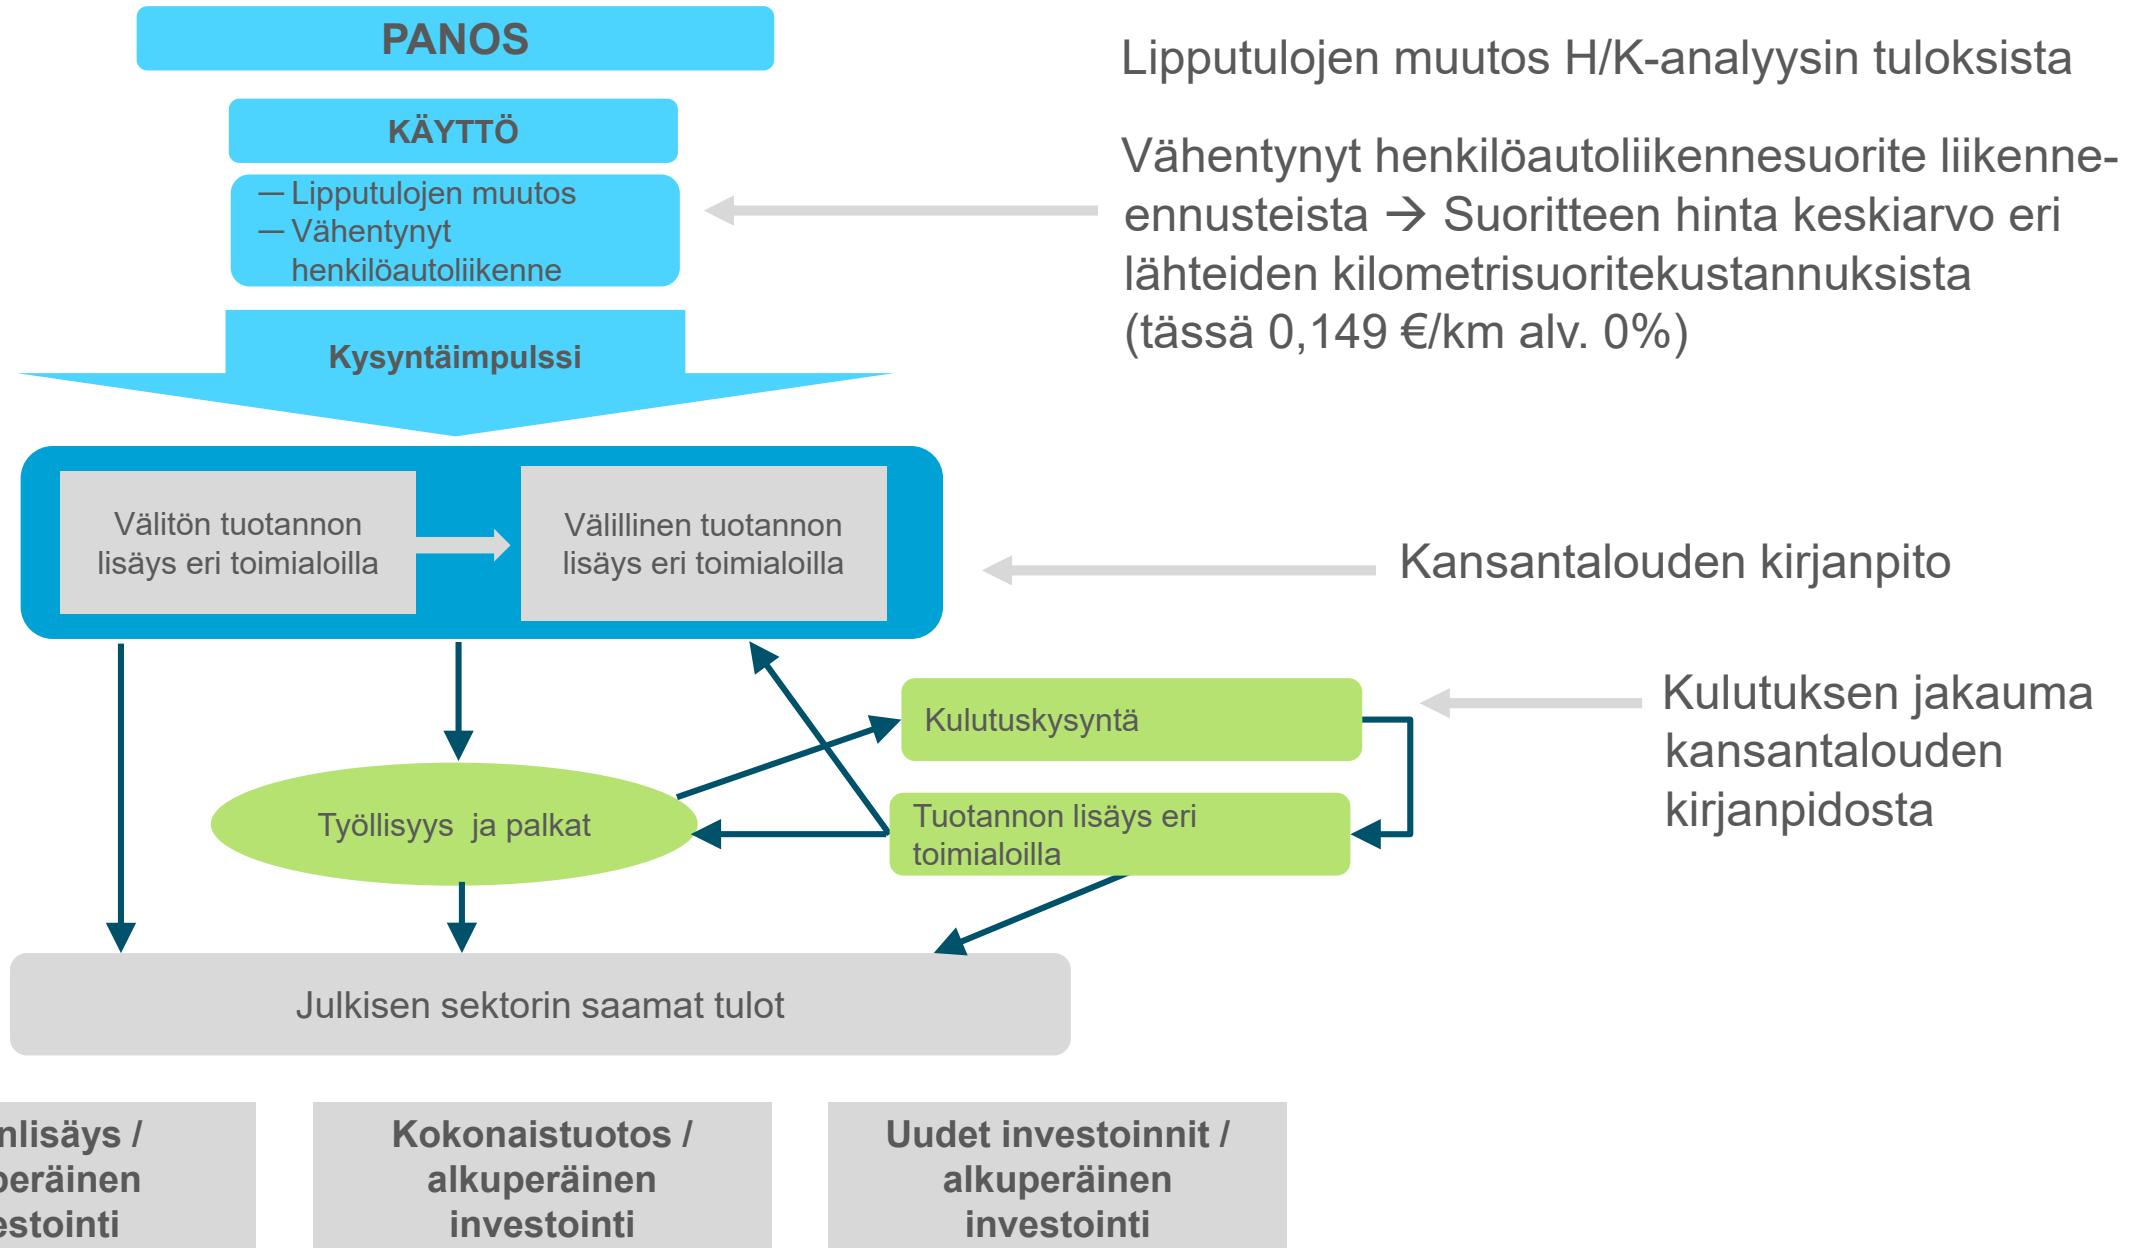 PANOS
KÄYTTÖ
— Lipputulojen muutos
— Vähentynyt
henkilöautoliikenne
Kysyntäimpulssi
Lipputulojen muutos H/K-analyysin tuloksista
Vähentynyt henkilöautoliikennesuorite liikenne-
ennusteista → Suoritteen hinta keskiarvo eri
lähteiden kilometrisuoritekustannuksista
(tässä 0,149 €/km alv. 0%)
Välitön tuotannon
lisäys eri toimialoilla
Välillinen tuotannon
lisäys eri toimialoilla
Kansantalouden kirjanpito
Kulutuskysyntä
Kulutuksen jakauma
kansantalouden
kirjanpidosta
Työllisyys ja palkat
Tuotannon lisäys eri
toimialoilla
Julkisen sektorin saamat tulot
nlisäys /
peräinen
estointi
Kokonaistuotos /
alkuperäinen
investointi
Uudet investoinnit /
alkuperäinen
investointi